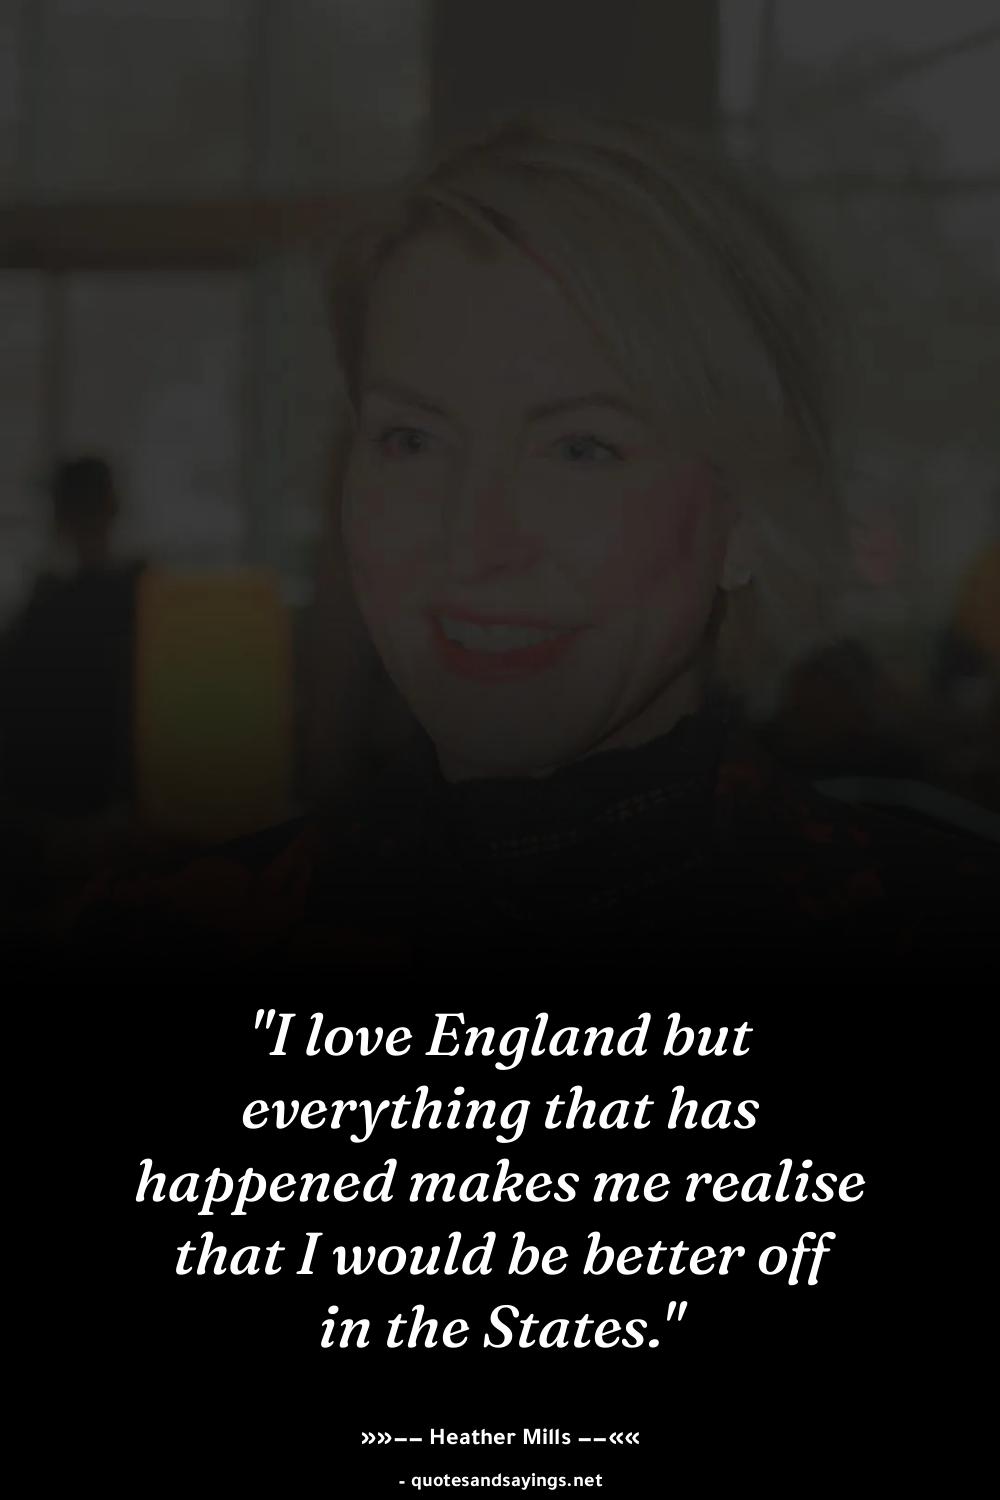 "I love England but
everything that has
happened makes me realise
that I would be better off
in the States."
»»–– Heather Mills ––««
- quotesandsayings.net